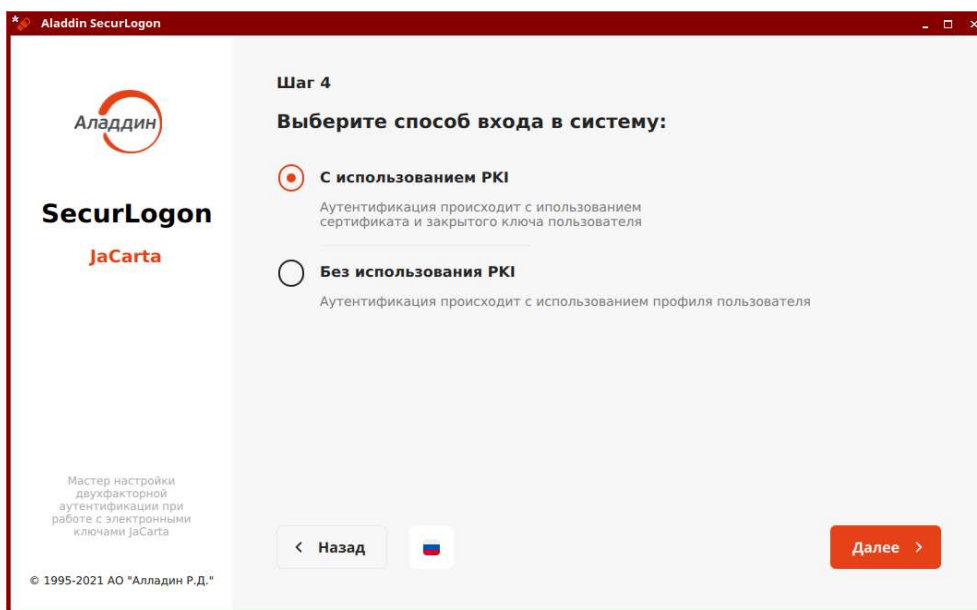 Aladdin SecurLogon
Аладдин
SecurLogon
JaCarta
Мастер настройки
двухфакторной
аутентификации при
работе с электронными
ключами JaCarta
© 1995-2021 АО "Алладин Р.Д."
Шаг 4
Выберите способ входа в систему:
С использованием PKI
Аутентификация происходит с ипользованием
сертификата и закрытого ключа пользователя
Без использования PKI
Аутентификация происходит с использованием профиля пользователя
Назад
Далее